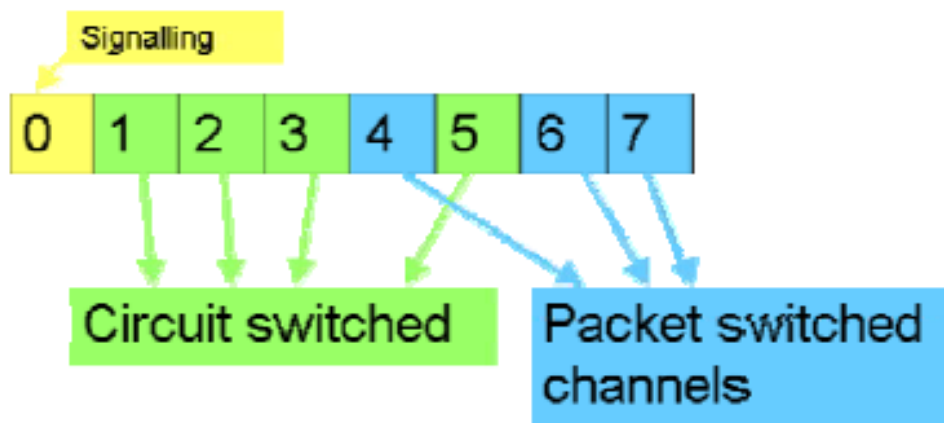 Signalling
0 1 2 3 4 5 6 7
Circuit switched
Packet switched
channels